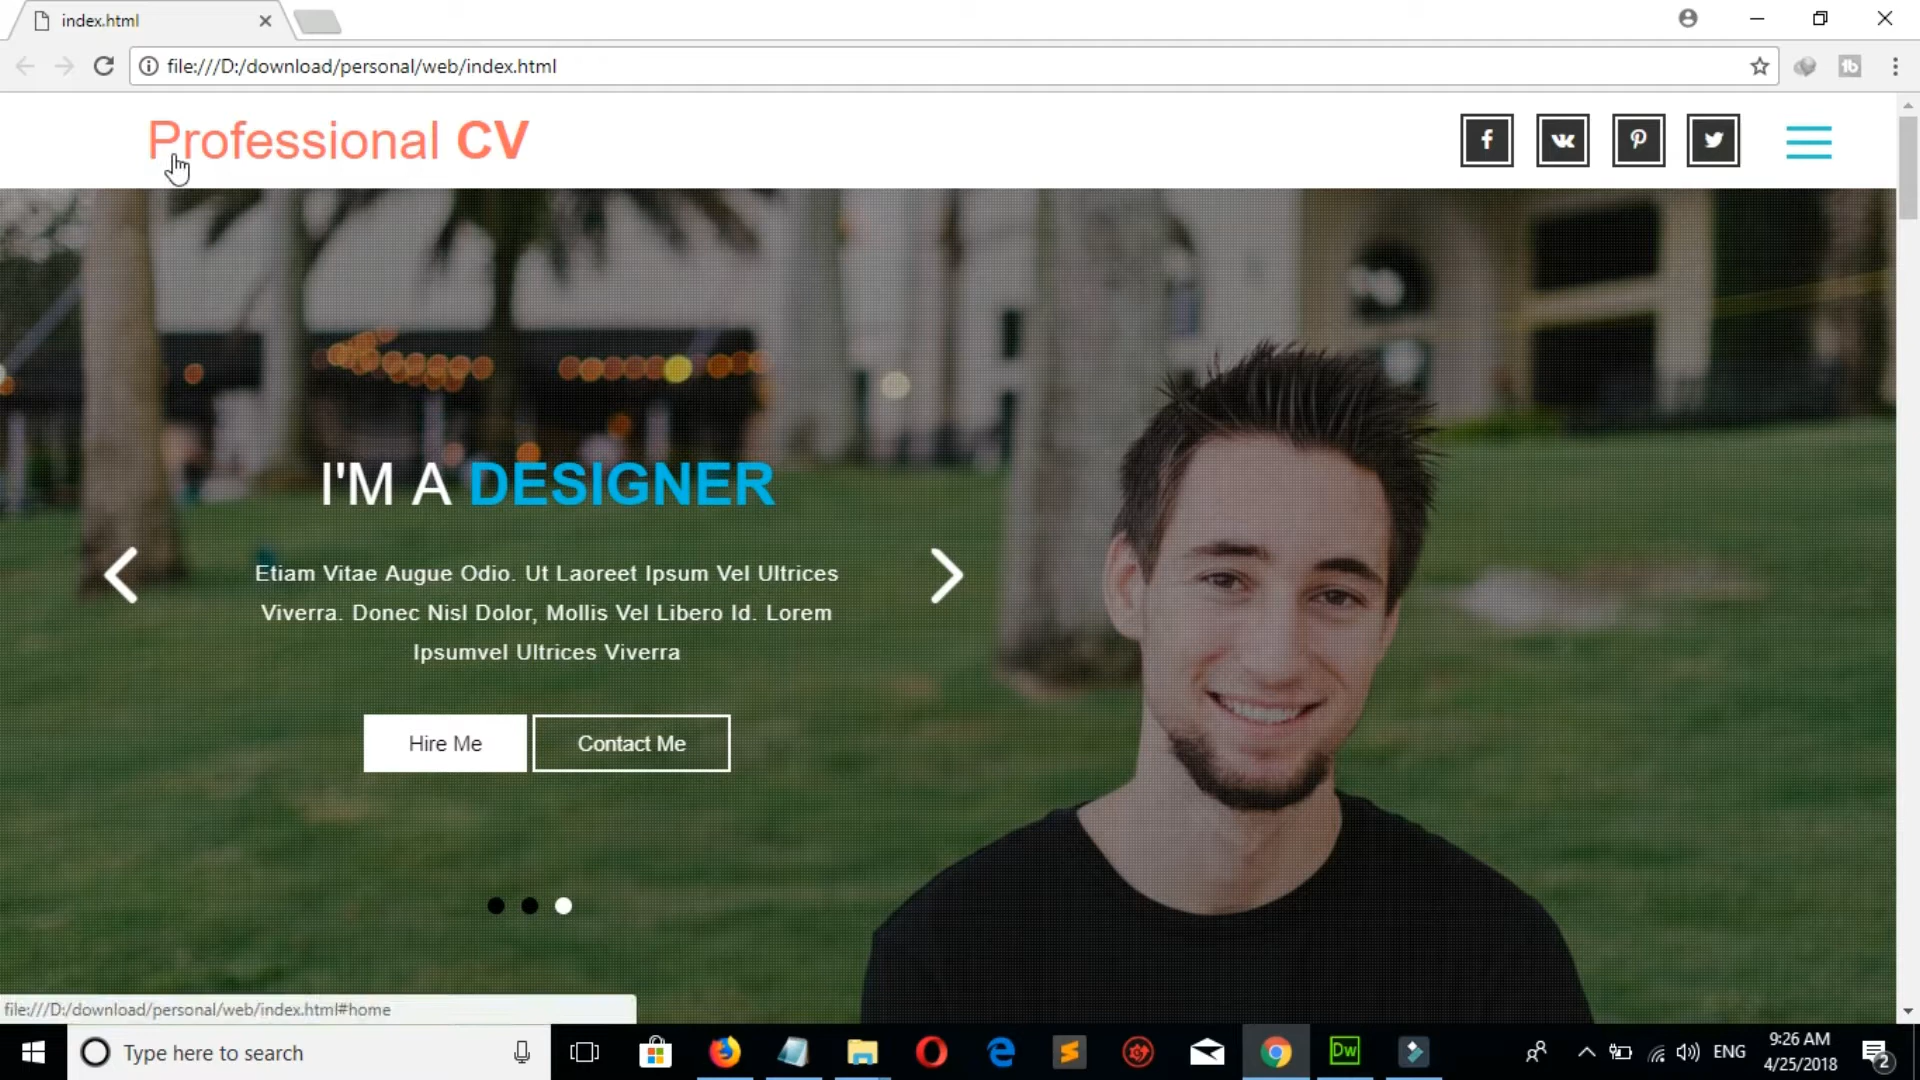 index.html
file:///D:/download/personal/web/index.html
Professional CV
I'M A DESIGNER
Etiam Vitae Augue Odio. Ut Laoreet Ipsum Vel Ultrices
Viverra. Donec Nisl Dolor, Mollis Vel Libero Id. Lorem
Ipsumvel Ultrices Viverra
Hire Me
Contact Me
file:///D:/download/personal/web/index.html#home
Type here to search
Dw
ENG
9:26 AM
4/25/2018
2